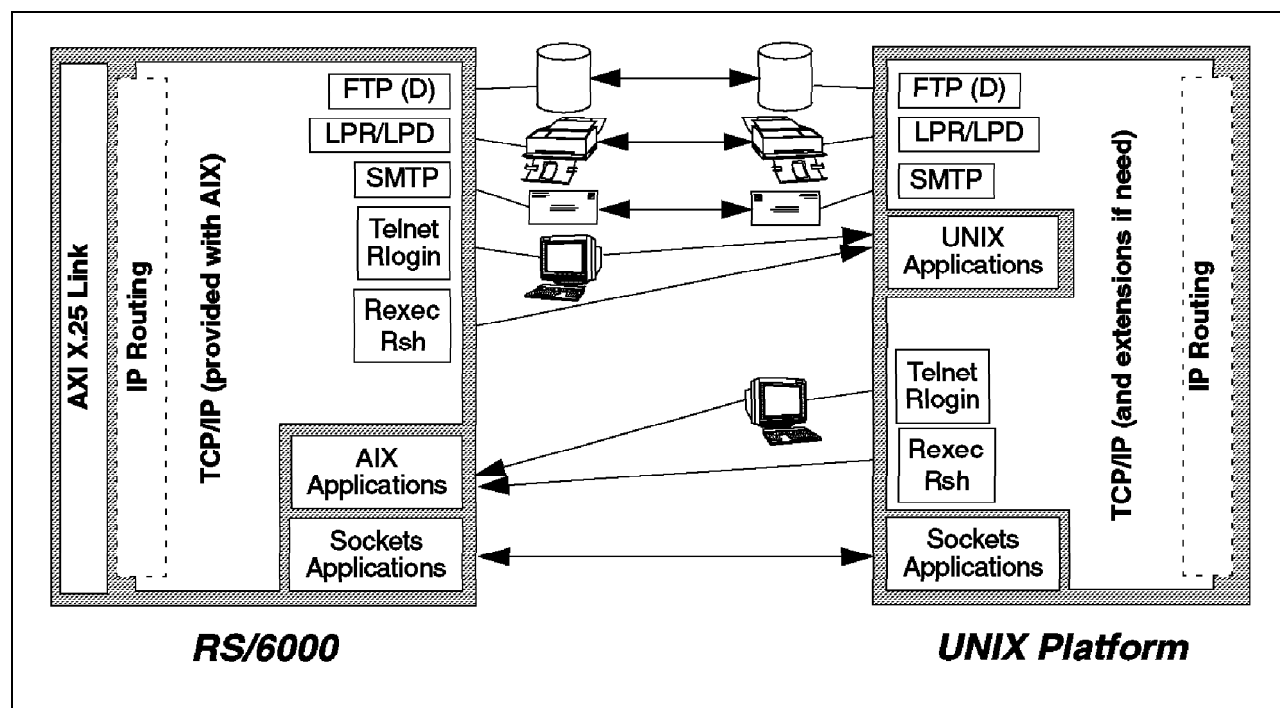 AXI X.25 Link
IP Routing
TCP/IP (provided with AIX)
FTP (D)
LPR/LPD
SMTP
Telnet
Rlogin
Rexec
Rsh
AIX
Applications
Sockets
Applications
RS/6000
FTP (D)
LPR/LPD
SMTP
UNIX
Applications
Telnet
Rlogin
Rexec
Rsh
Sockets
Applications
TCP/IP (and extensions if need)
IP Routing
UNIX Platform